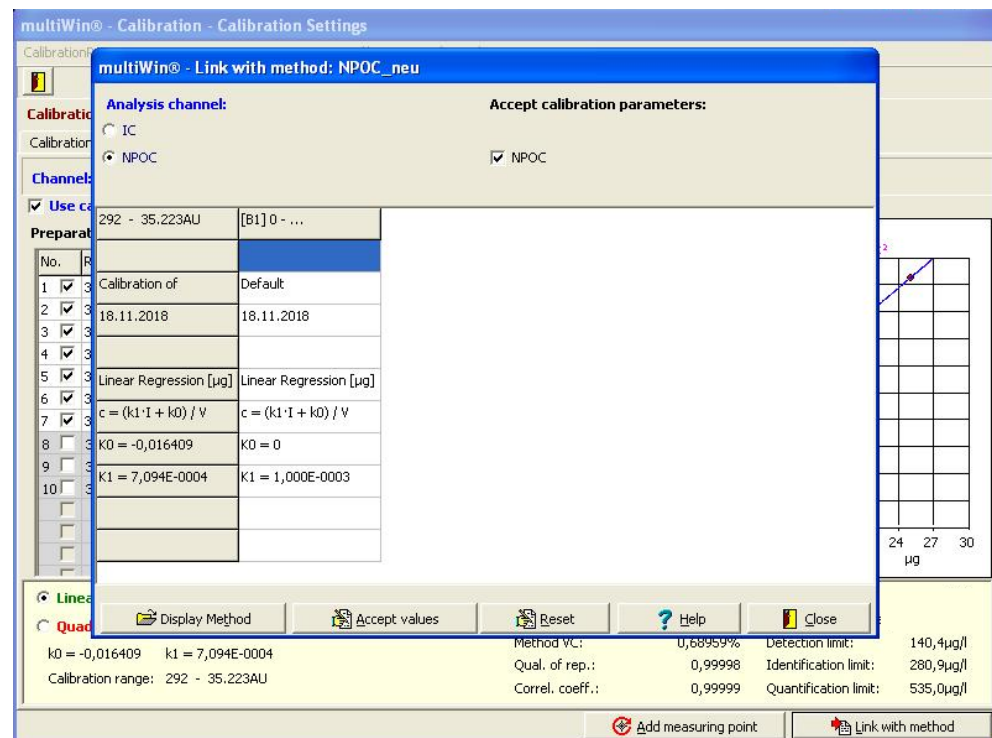 multiWin® - Calibration - Calibration Settings
multiWin® - Link with method: NPOC_neu
Analysis channel:
Accept calibration parameters:
IC
NPOC
NPOC
Channel:
Use
No.
292 - 35.223AU
[B1] 0 - ...
Calibration of
Default
18.11.2018
18.11.2018
Linear Regression [µg]
Linear Regression [µg]
c = (k1·I + k0) / V
c = (k1·I + k0) / V
K0 = -0,016409
K0 = 0
K1 = 7,094E-0004
K1 = 1,000E-0003
1
2
3
4
5
6
7
8
9
10
24 27 30
µg
Display Method
Accept values
Reset
Help
Close
k0 = -0,016409 k1 = 7,094E-0004
Calibration range: 292 - 35.223AU
Method VC: 0,68959%
Qual. of rep.: 0,99998
Correl. coeff.: 0,99999
Detection limit: 140,4µg/l
Identification limit: 280,9µg/l
Quantification limit: 535,0µg/l
Add measuring point
Link with method